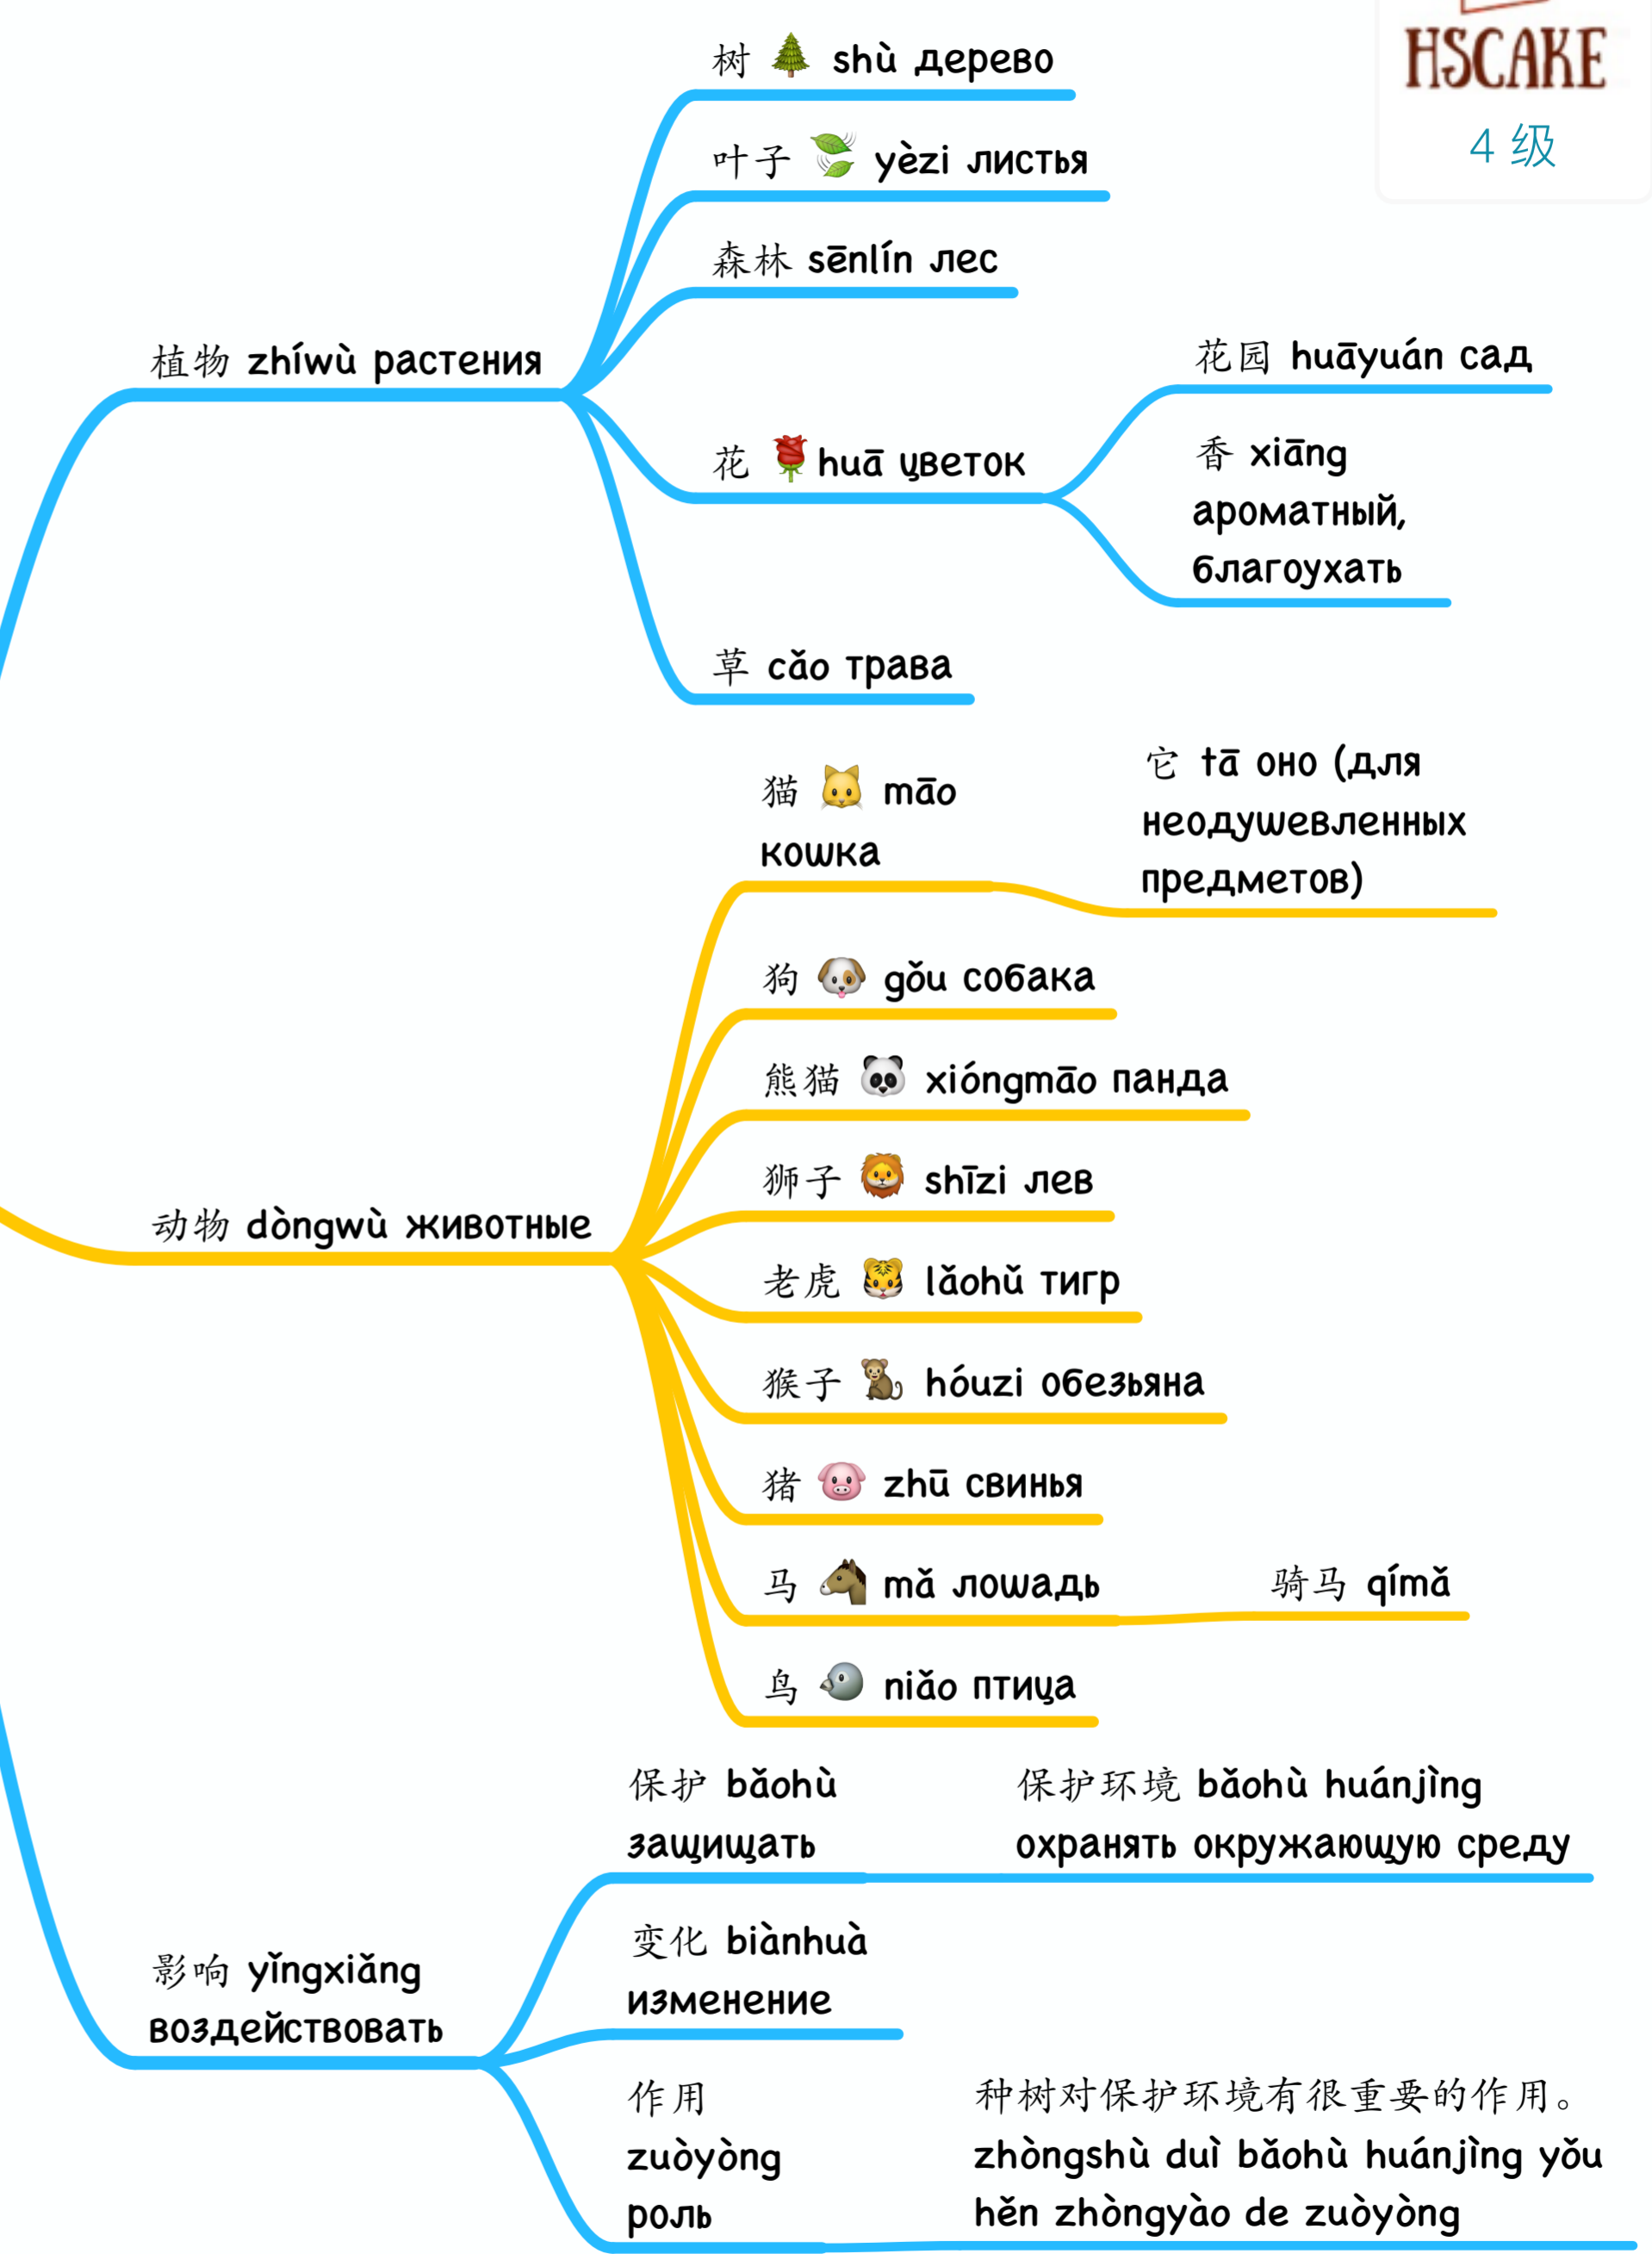 HSCAKE
4 级
树 🌲 shù дерево
叶子 🍃 yèzi листья
森林 sēnlín лес
植物 zhíwù растения
花 🌹 huā цветок
花园 huāyuán сад
香 xiāng
ароматный,
благоухать
草 cǎo трава
猫 🐱 māo
кошка
它 tā оно (для
неодушевленных
предметов)
狗 🐶 gǒu собака
熊猫 🐼 xióngmāo панда
狮子 🦁 shīzi лев
动物 dòngwù животные
老虎 🐯 lǎohǔ тигр
猴子 🐒 hóuzi обезьяна
猪 🐷 zhū свинья
马 🐴 mǎ лошадь
骑马 qímǎ
鸟 🐦 niǎo птица
影响 yǐngxiǎng
воздействовать
保护 bǎohù
защищать
保护环境 bǎohù huánjìng
охранять окружающую среду
变化 biànhuà
изменение
作用
zuòyòng
роль
种树对保护环境有很重要的作用。
zhòngshù duì bǎohù huánjìng yǒu
hěn zhòngyào de zuòyòng